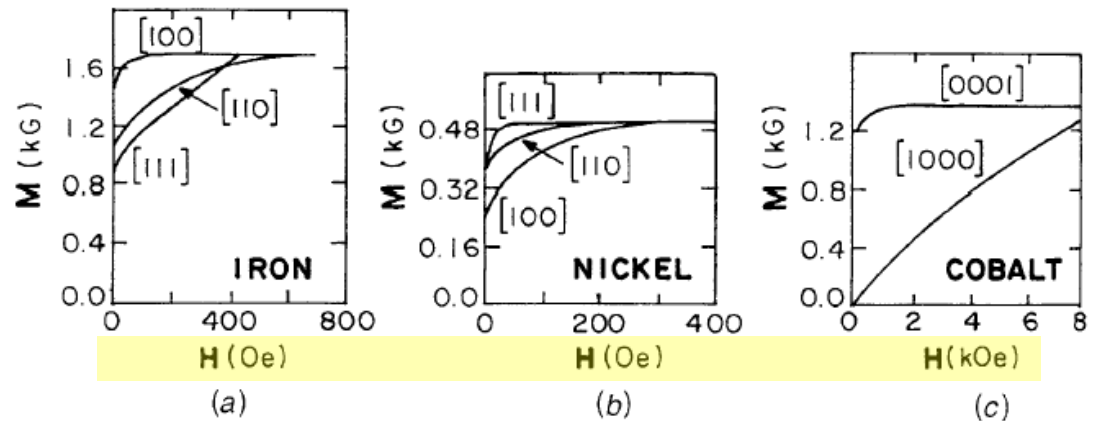 [100]
1.6
1.2
0.8
0.4
0.0
M (kG)
[110]
[111]
IRON
0 400 800
H (Oe)
(a)
[111]
0.48
0.32
0.16
0.0
M (kG)
[110]
[100]
NICKEL
0 200 400
H (Oe)
(b)
[0001]
1.2
0.8
0.4
0.0
M (kG)
[1000]
COBALT
0 2 4 6 8
H (kOe)
(c)